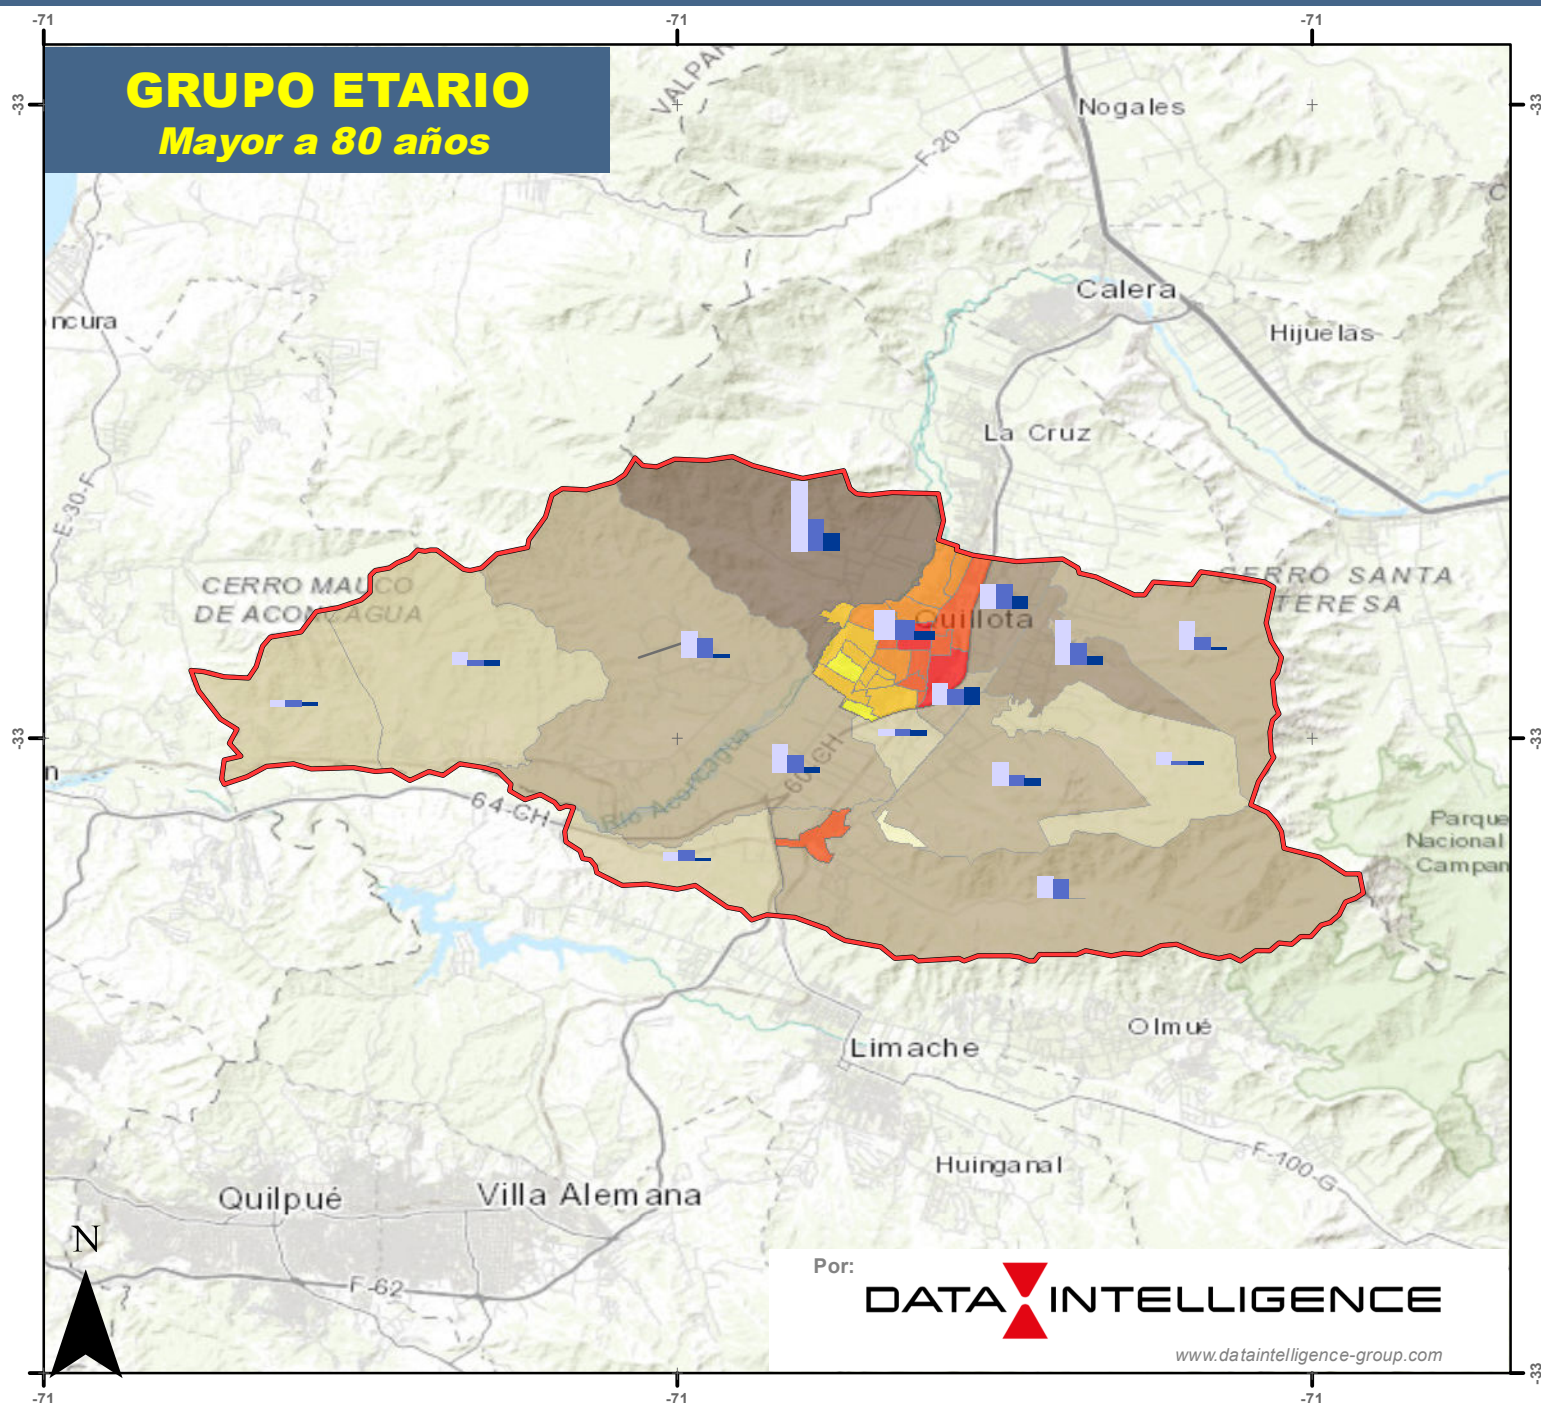 -71
-71
-71
GRUPO ETARIO
Mayor a 80 años
-33
-33
Nogales
F-20
Calera
ncura
Hijuelas
La Cruz
E-30-F
CERRO MAUCO
DE ACONCAGUA
CERRO SANTA
TERESA
Quillota
-33
-33
60-CH
Río Aconcagua
64-CH
n
Parque
Nacional
Campan
Olmué
Limache
Huinganal
F-100-G
Quilpué
Villa Alemana
N
F-62
Por:
DATA INTELLIGENCE
www.dataintelligence-group.com
-33
-71
-71
-71